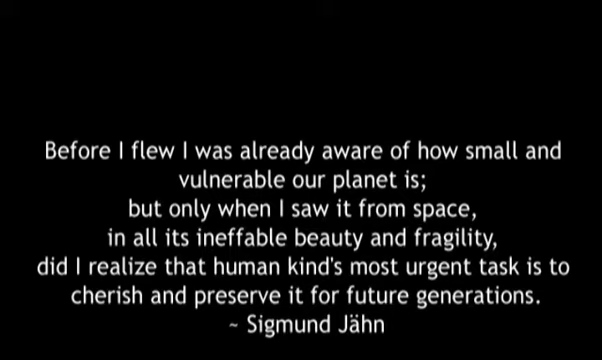 Before I flew I was already aware of how small and
vulnerable our planet is;
but only when I saw it from space,
in all its ineffable beauty and fragility,
did I realize that human kind's most urgent task is to
cherish and preserve it for future generations.
~ Sigmund Jähn